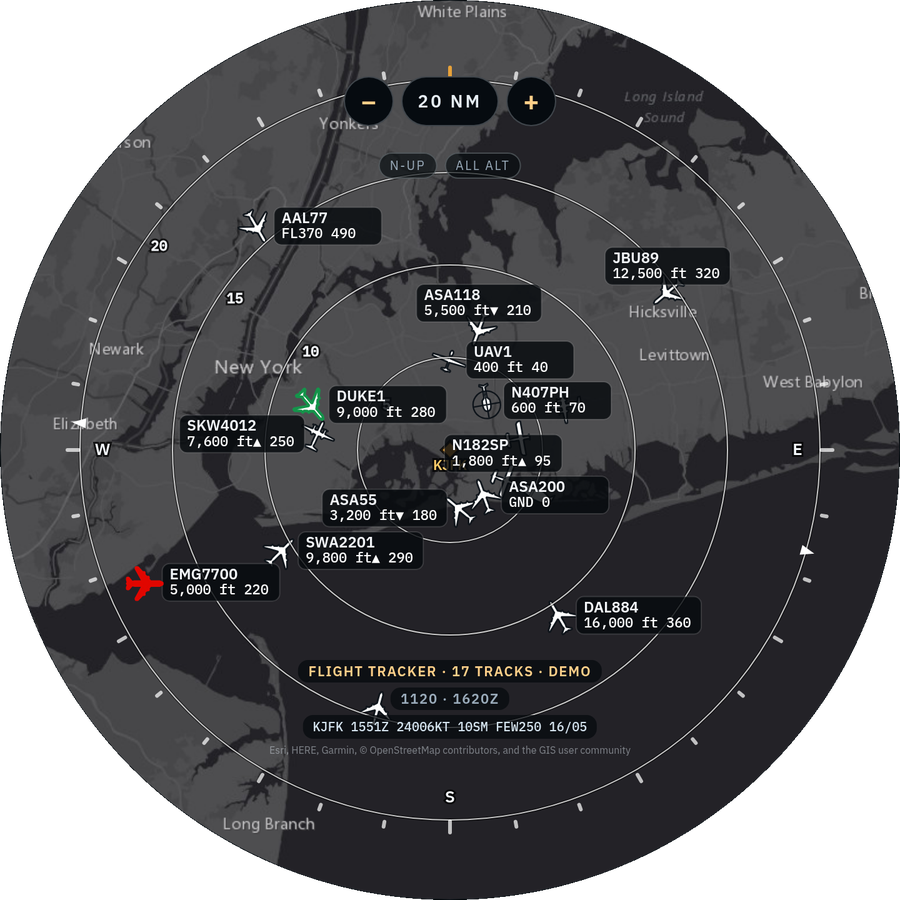 White Plains
Long Island
Sound
− 20 NM +
Yonkers
son
N-UP ALL ALT
AAL77
FL370 490
20
JBU89
12,500 ft 320
15
ASA118
5,500 ft▼ 210
Hicksville
Newark
10
UAV1
400 ft 40
Levittown
New York
West Babylon
DUKE1
9,000 ft 280
N407PH
600 ft 70
Elizabeth
SKW4012
7,600 ft▲ 250
W
N182SP
1,800 ft▲ 95
E
ASA55
3,200 ft▼ 180
ASA200
GND 0
SWA2201
9,800 ft▲ 290
EMG7700
5,000 ft 220
DAL884
16,000 ft 360
FLIGHT TRACKER · 17 TRACKS · DEMO
1120 · 1620Z
KJFK 1551Z 24006KT 10SM FEW250 16/05
Esri, HERE, Garmin, © OpenStreetMap contributors, and the GIS user community
S
Long Branch